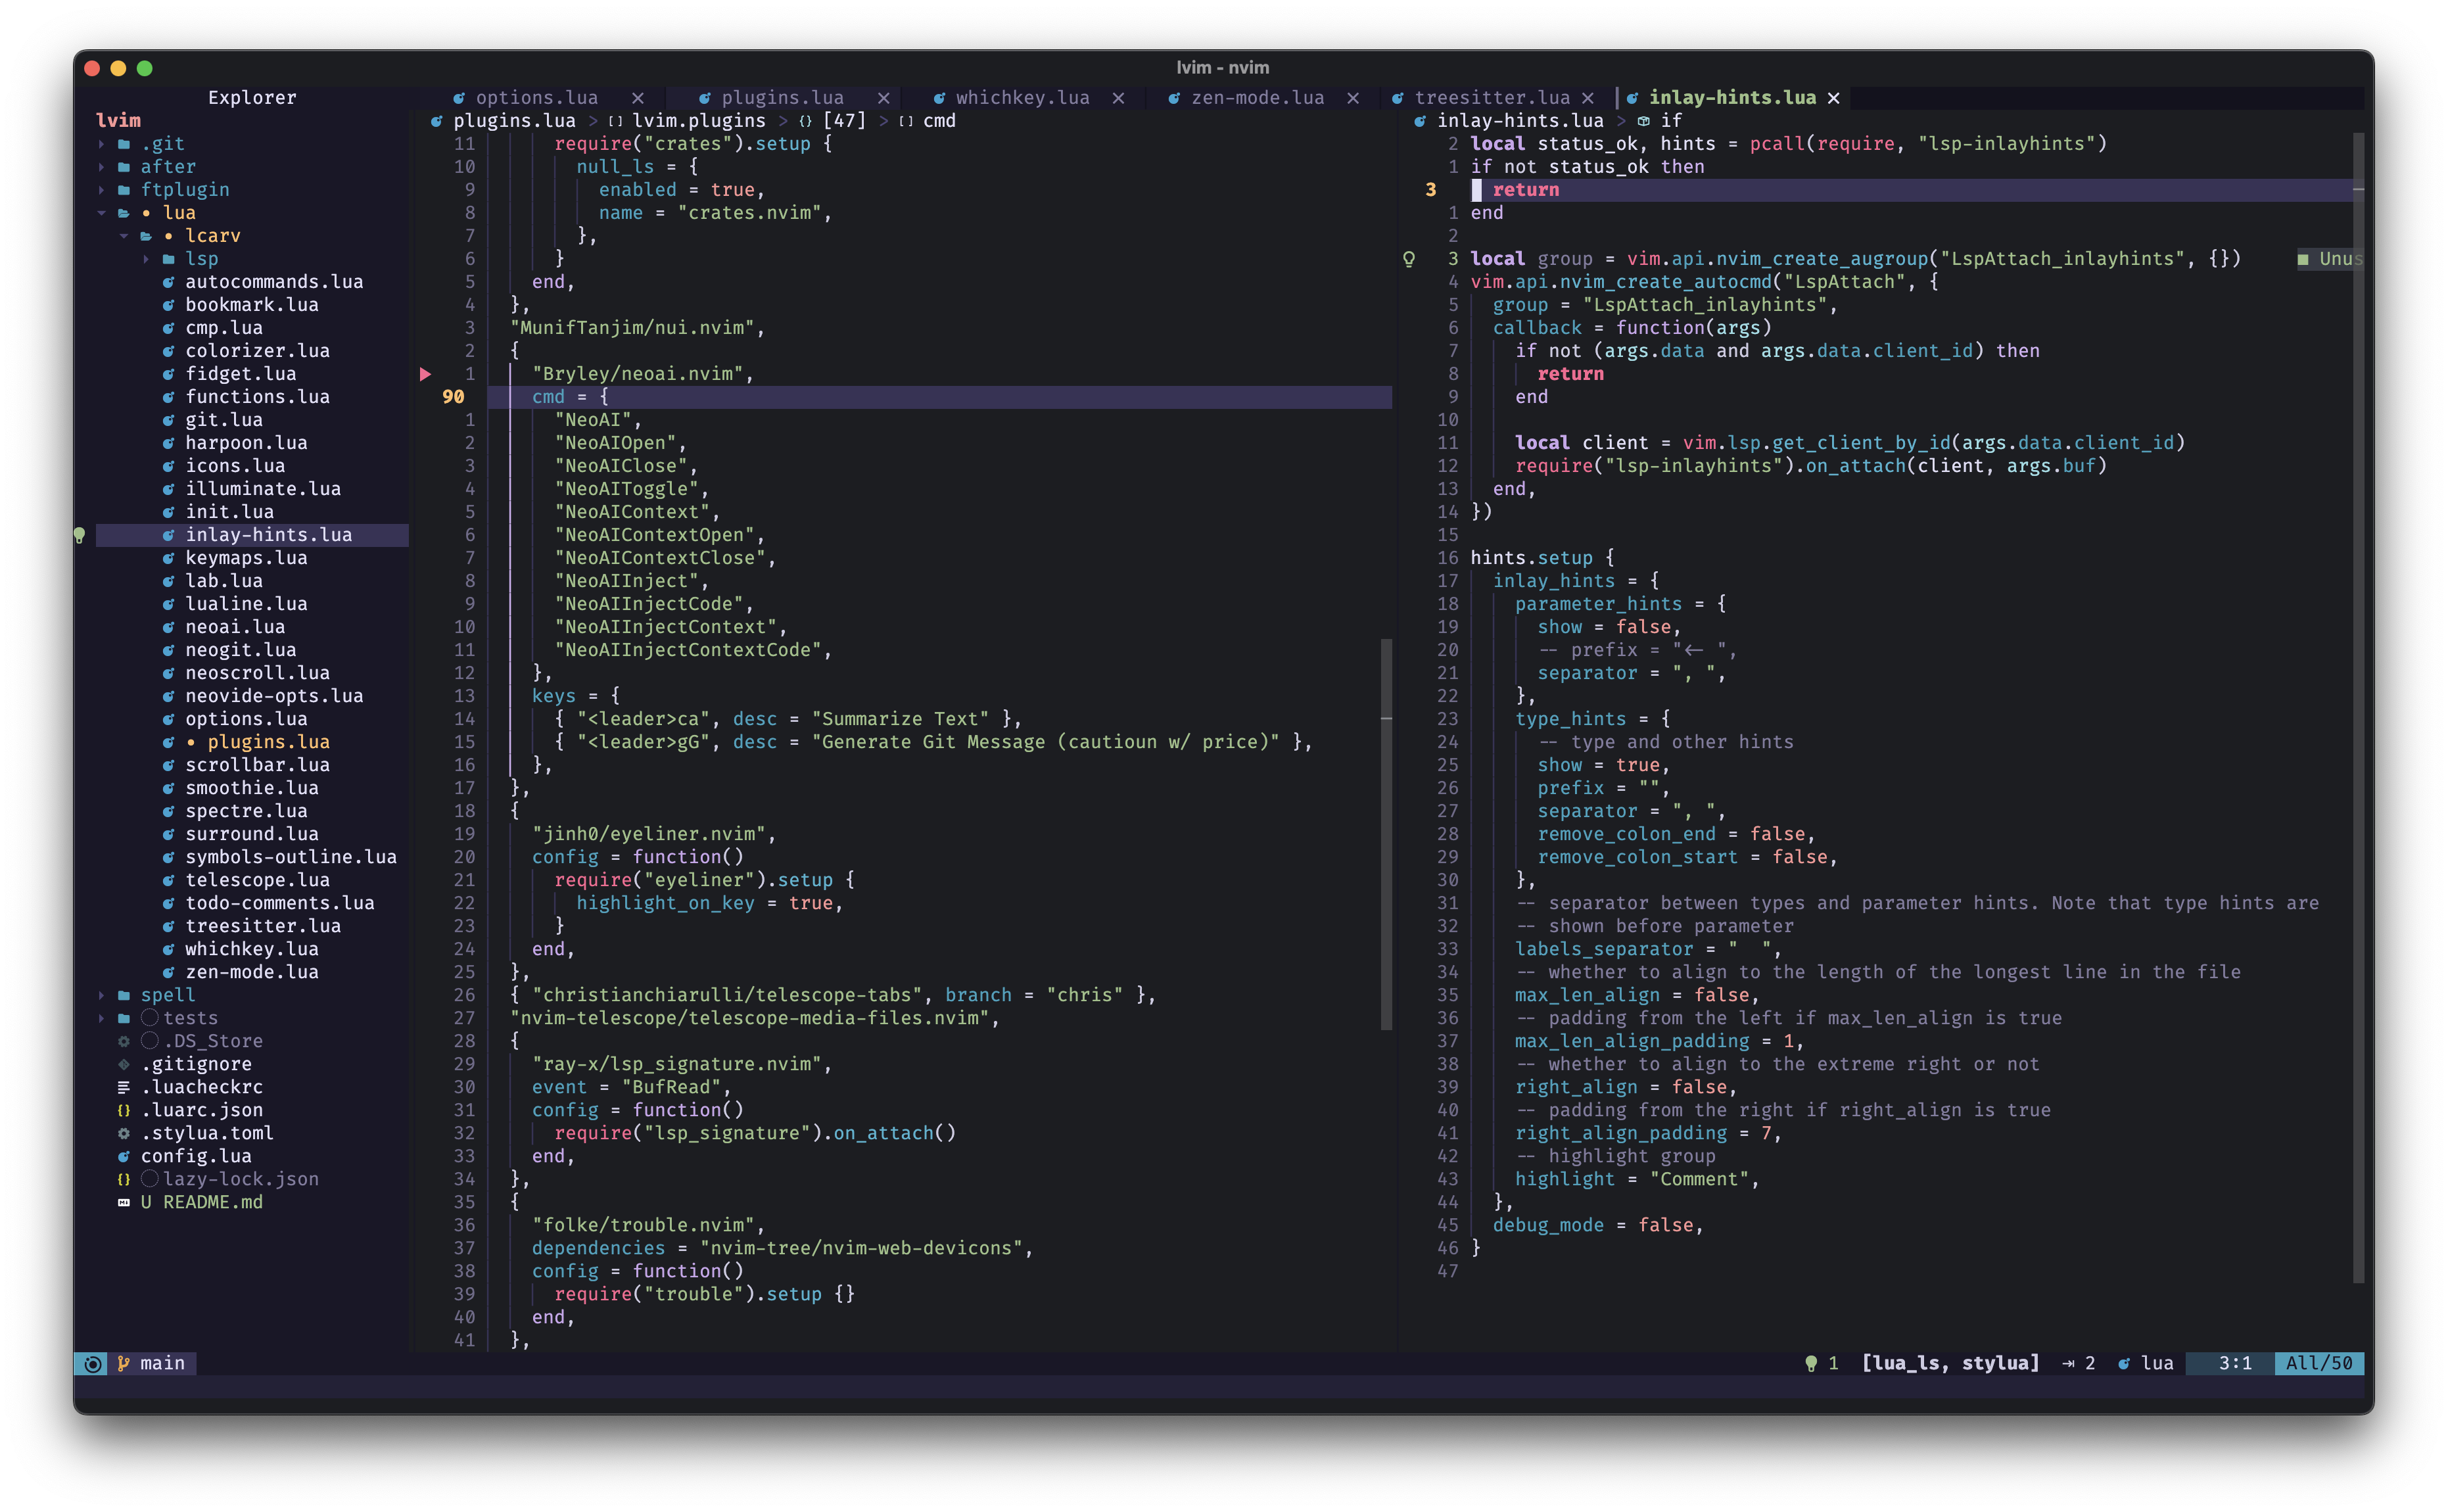 lvim - nvim
Explorer
options.lua plugins.lua whichkey.lua zen-mode.lua treesitter.lua inlay-hints.lua
lvim
.git
after
ftplugin
lua
lcarv
lsp
autocommands.lua
bookmark.lua
cmp.lua
colorizer.lua
fidget.lua
functions.lua
git.lua
harpoon.lua
icons.lua
illuminate.lua
init.lua
inlay-hints.lua
keymaps.lua
lab.lua
lualine.lua
neoai.lua
neogit.lua
neoscroll.lua
neovide-opts.lua
options.lua
plugins.lua
scrollbar.lua
smoothie.lua
spectre.lua
surround.lua
symbols-outline.lua
telescope.lua
todo-comments.lua
treesitter.lua
whichkey.lua
zen-mode.lua
spell
tests
.DS_Store
.gitignore
.luacheckrc
{} .luarc.json
.stylua.toml
config.lua
{} lazy-lock.json
U README.md
plugins.lua > [] lvim.plugins > {} [47] > [] cmd
11 require("crates").setup {
10 null_ls = {
9 enabled = true,
8 name = "crates.nvim",
7 },
6 }
5 end,
4 },
3 "MunifTanjim/nui.nvim",
2 {
1 "Bryley/neoai.nvim",
90 cmd = {
1 "NeoAI",
2 "NeoAIOpen",
3 "NeoAIClose",
4 "NeoAIToggle",
5 "NeoAIContext",
6 "NeoAIContextOpen",
7 "NeoAIContextClose",
8 "NeoAIInject",
9 "NeoAIInjectCode",
10 "NeoAIInjectContext",
11 "NeoAIInjectContextCode",
12 },
13 keys = {
14 { "<leader>ca", desc = "Summarize Text" },
15 { "<leader>gG", desc = "Generate Git Message (cautioun w/ price)" },
16 },
17 },
18 {
19 "jinh0/eyeliner.nvim",
20 config = function()
21 require("eyeliner").setup {
22 highlight_on_key = true,
23 }
24 end,
25 },
26 { "christianchiarulli/telescope-tabs", branch = "chris" },
27 "nvim-telescope/telescope-media-files.nvim",
28 {
29 "ray-x/lsp_signature.nvim",
30 event = "BufRead",
31 config = function()
32 require("lsp_signature").on_attach()
33 end,
34 },
35 {
36 "folke/trouble.nvim",
37 dependencies = "nvim-tree/nvim-web-devicons",
38 config = function()
39 require("trouble").setup {}
40 end,
41 },
inlay-hints.lua > if
2 local status_ok, hints = pcall(require, "lsp-inlayhints")
1 if not status_ok then
3 return
1 end
2
3 local group = vim.api.nvim_create_augroup("LspAttach_inlayhints", {}) ■ Unus
4 vim.api.nvim_create_autocmd("LspAttach", {
5 group = "LspAttach_inlayhints",
6 callback = function(args)
7 if not (args.data and args.data.client_id) then
8 return
9 end
10
11 local client = vim.lsp.get_client_by_id(args.data.client_id)
12 require("lsp-inlayhints").on_attach(client, args.buf)
13 end,
14 })
15
16 hints.setup {
17 inlay_hints = {
18 parameter_hints = {
19 show = false,
20 -- prefix = "<- ",
21 separator = ", ",
22 },
23 type_hints = {
24 -- type and other hints
25 show = true,
26 prefix = "",
27 separator = ", ",
28 remove_colon_end = false,
29 remove_colon_start = false,
30 },
31 -- separator between types and parameter hints. Note that type hints are
32 -- shown before parameter
33 labels_separator = "  ",
34 -- whether to align to the length of the longest line in the file
35 max_len_align = false,
36 -- padding from the left if max_len_align is true
37 max_len_align_padding = 1,
38 -- whether to align to the extreme right or not
39 right_align = false,
40 -- padding from the right if right_align is true
41 right_align_padding = 7,
42 -- highlight group
43 highlight = "Comment",
44 },
45 debug_mode = false,
46 }
47
main 1 [lua_ls, stylua] ⇥ 2 lua 3:1 All/50